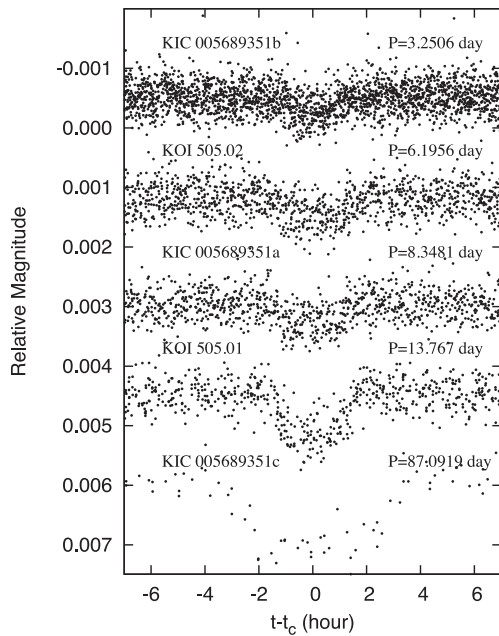 KIC 005689351b P=3.2506 day
-0.001
0.000
KOI 505.02 P=6.1956 day
0.001
0.002
KIC 005689351a P=8.3481 day
0.003
KOI 505.01 P=13.767 day
0.004
0.005
KIC 005689351c P=87.0919 day
0.006
0.007
Relative Magnitude
-6 -4 -2 0 2 4 6
t-tc (hour)